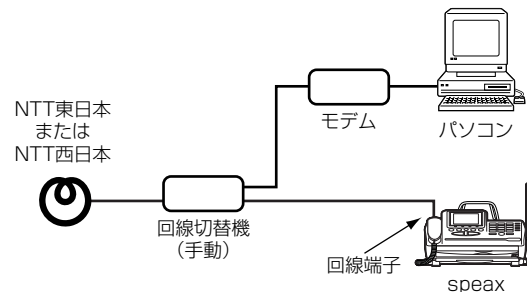 NTT東日本
または
NTT西日本
モデム
パソコン
回線切替機
(手動)
回線端子
speax